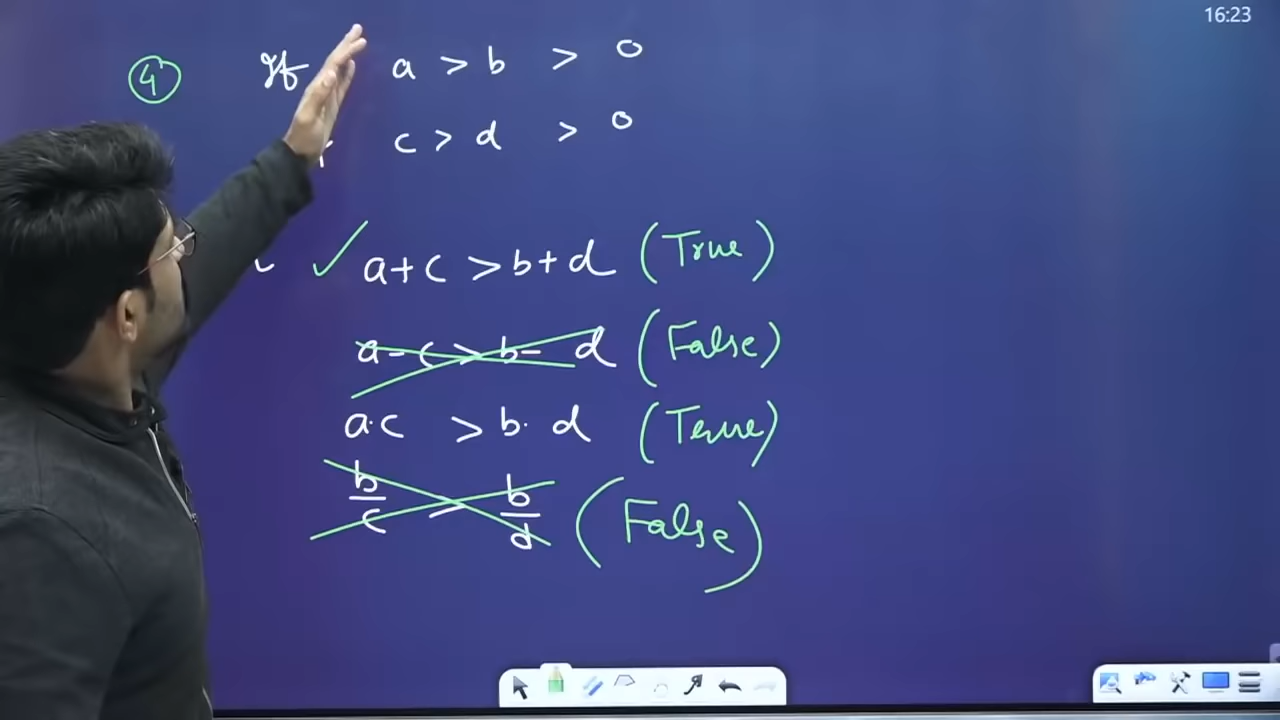 16:23
④ If a > b > 0
c > d > 0
✓ a+c > b+d (True)
a-c > b- d (False)
a.c > b. d (True)
b/c > b/d (False)